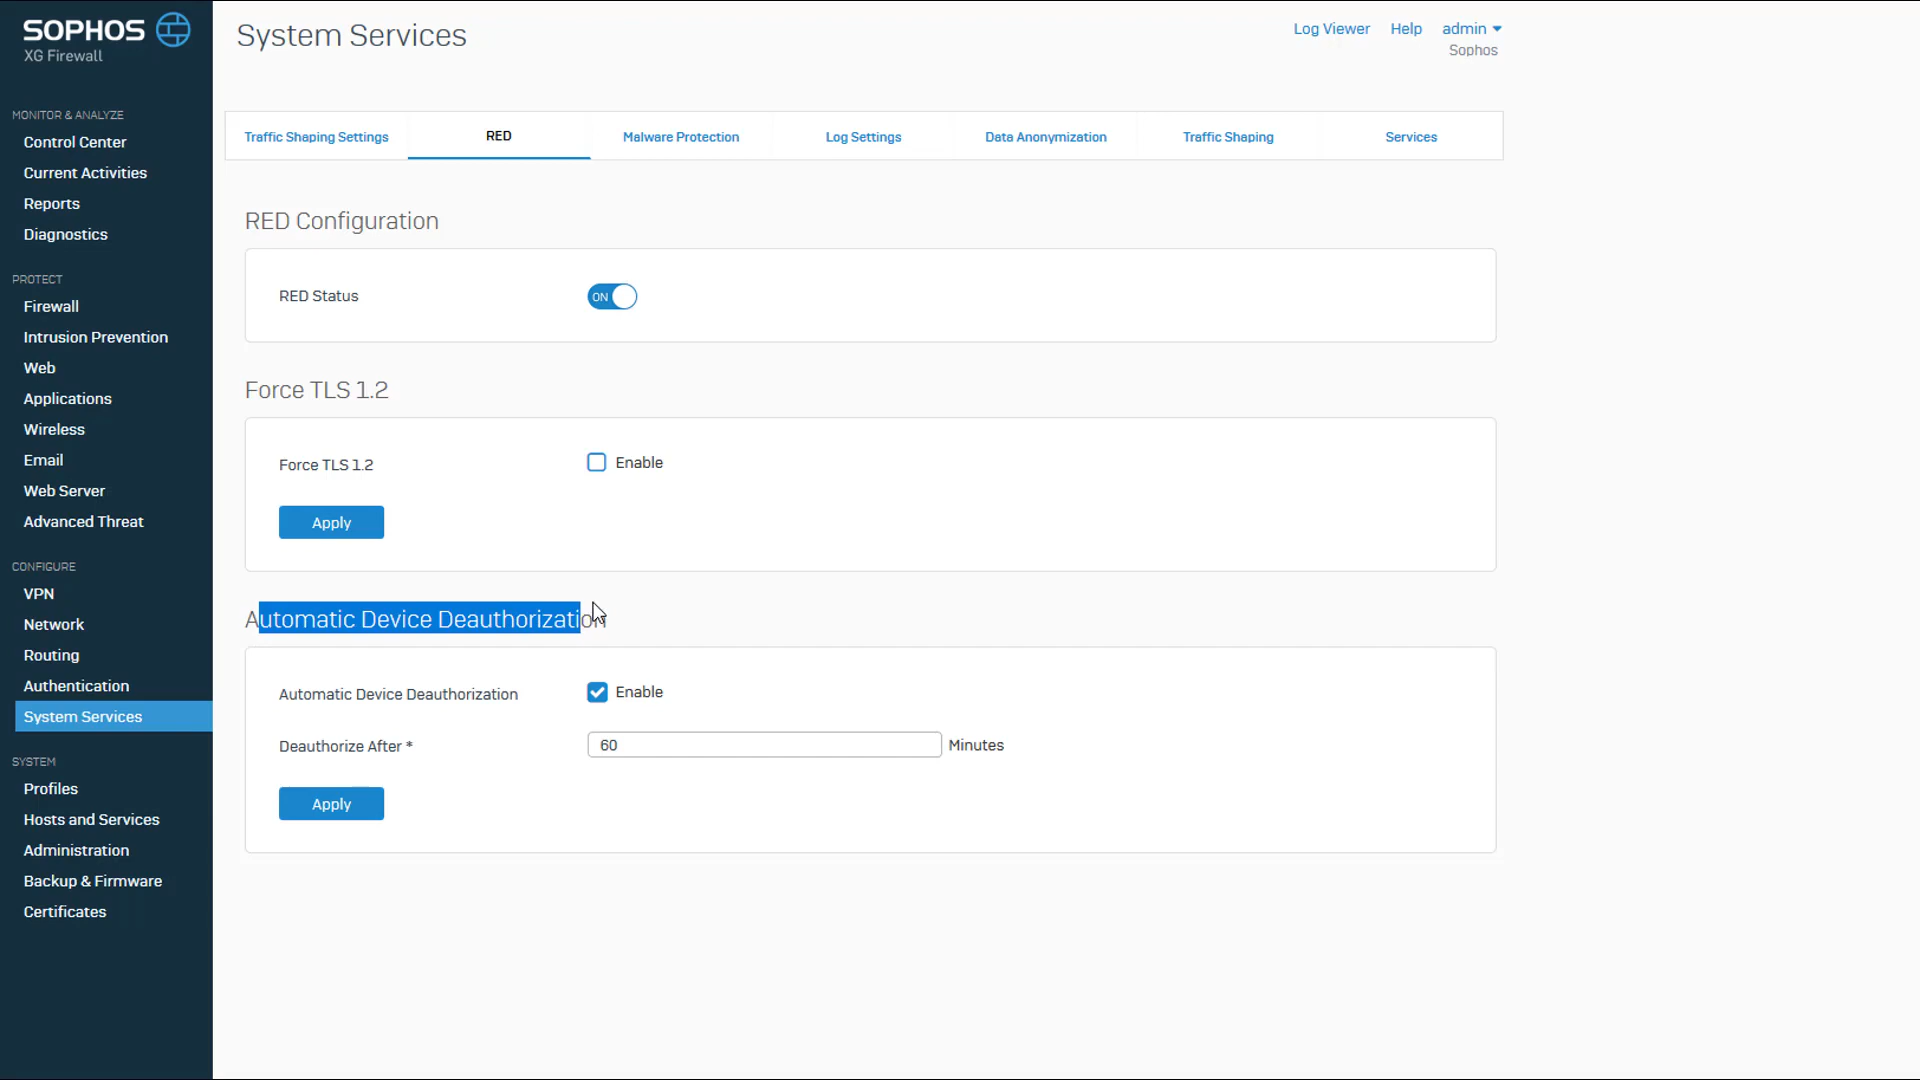 SOPHOS
XG Firewall
MONITOR & ANALYZE
Control Center
Current Activities
Reports
Diagnostics
PROTECT
Firewall
Intrusion Prevention
Web
Applications
Wireless
Email
Web Server
Advanced Threat
CONFIGURE
VPN
Network
Routing
Authentication
System Services
SYSTEM
Profiles
Hosts and Services
Administration
Backup & Firmware
Certificates
System Services
Log Viewer Help admin
Sophos
Traffic Shaping Settings RED Malware Protection Log Settings Data Anonymization Traffic Shaping Services
RED Configuration
RED Status ON
Force TLS 1.2
Force TLS 1.2 Enable
Apply
Automatic Device Deauthorization
Automatic Device Deauthorization Enable
Deauthorize After * 60 Minutes
Apply